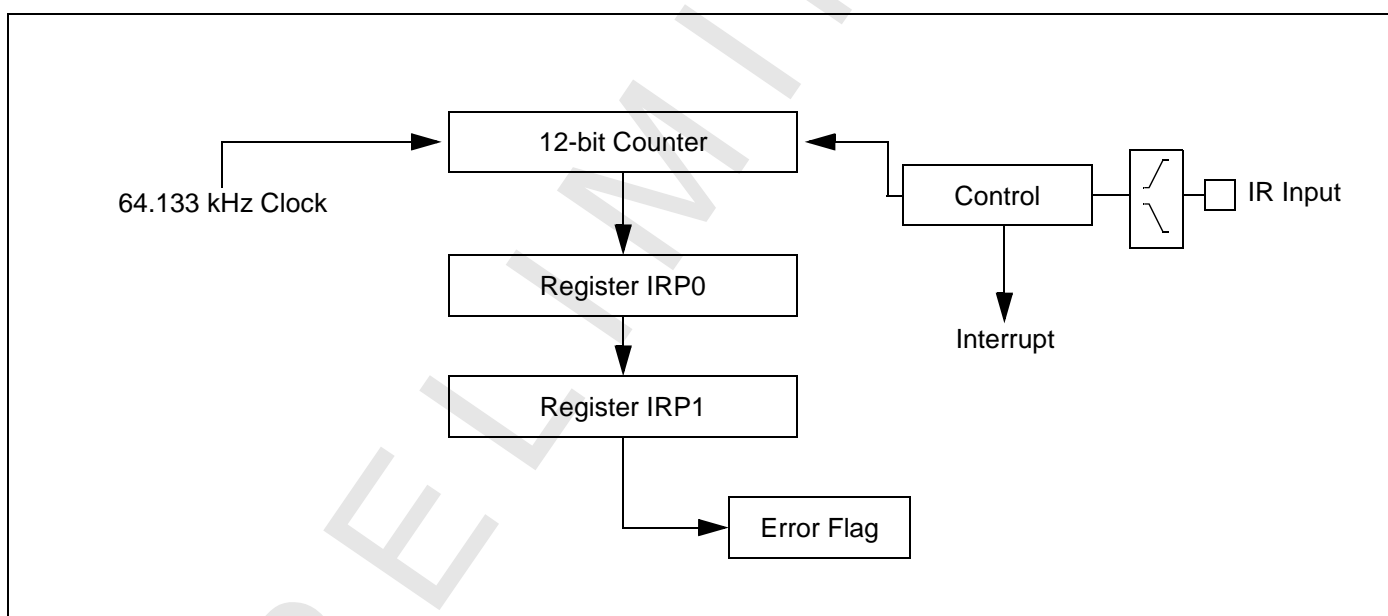 12-bit Counter
64.133 kHz Clock
Control
IR Input
Register IRP0
Interrupt
Register IRP1
Error Flag
E L I M I